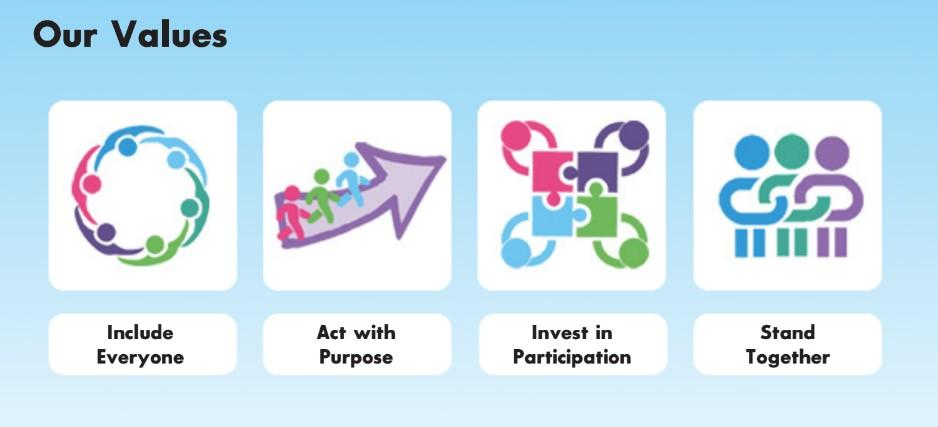 Our Values
Include
Everyone
Act with
Purpose
Invest in
Participation
Stand
Together